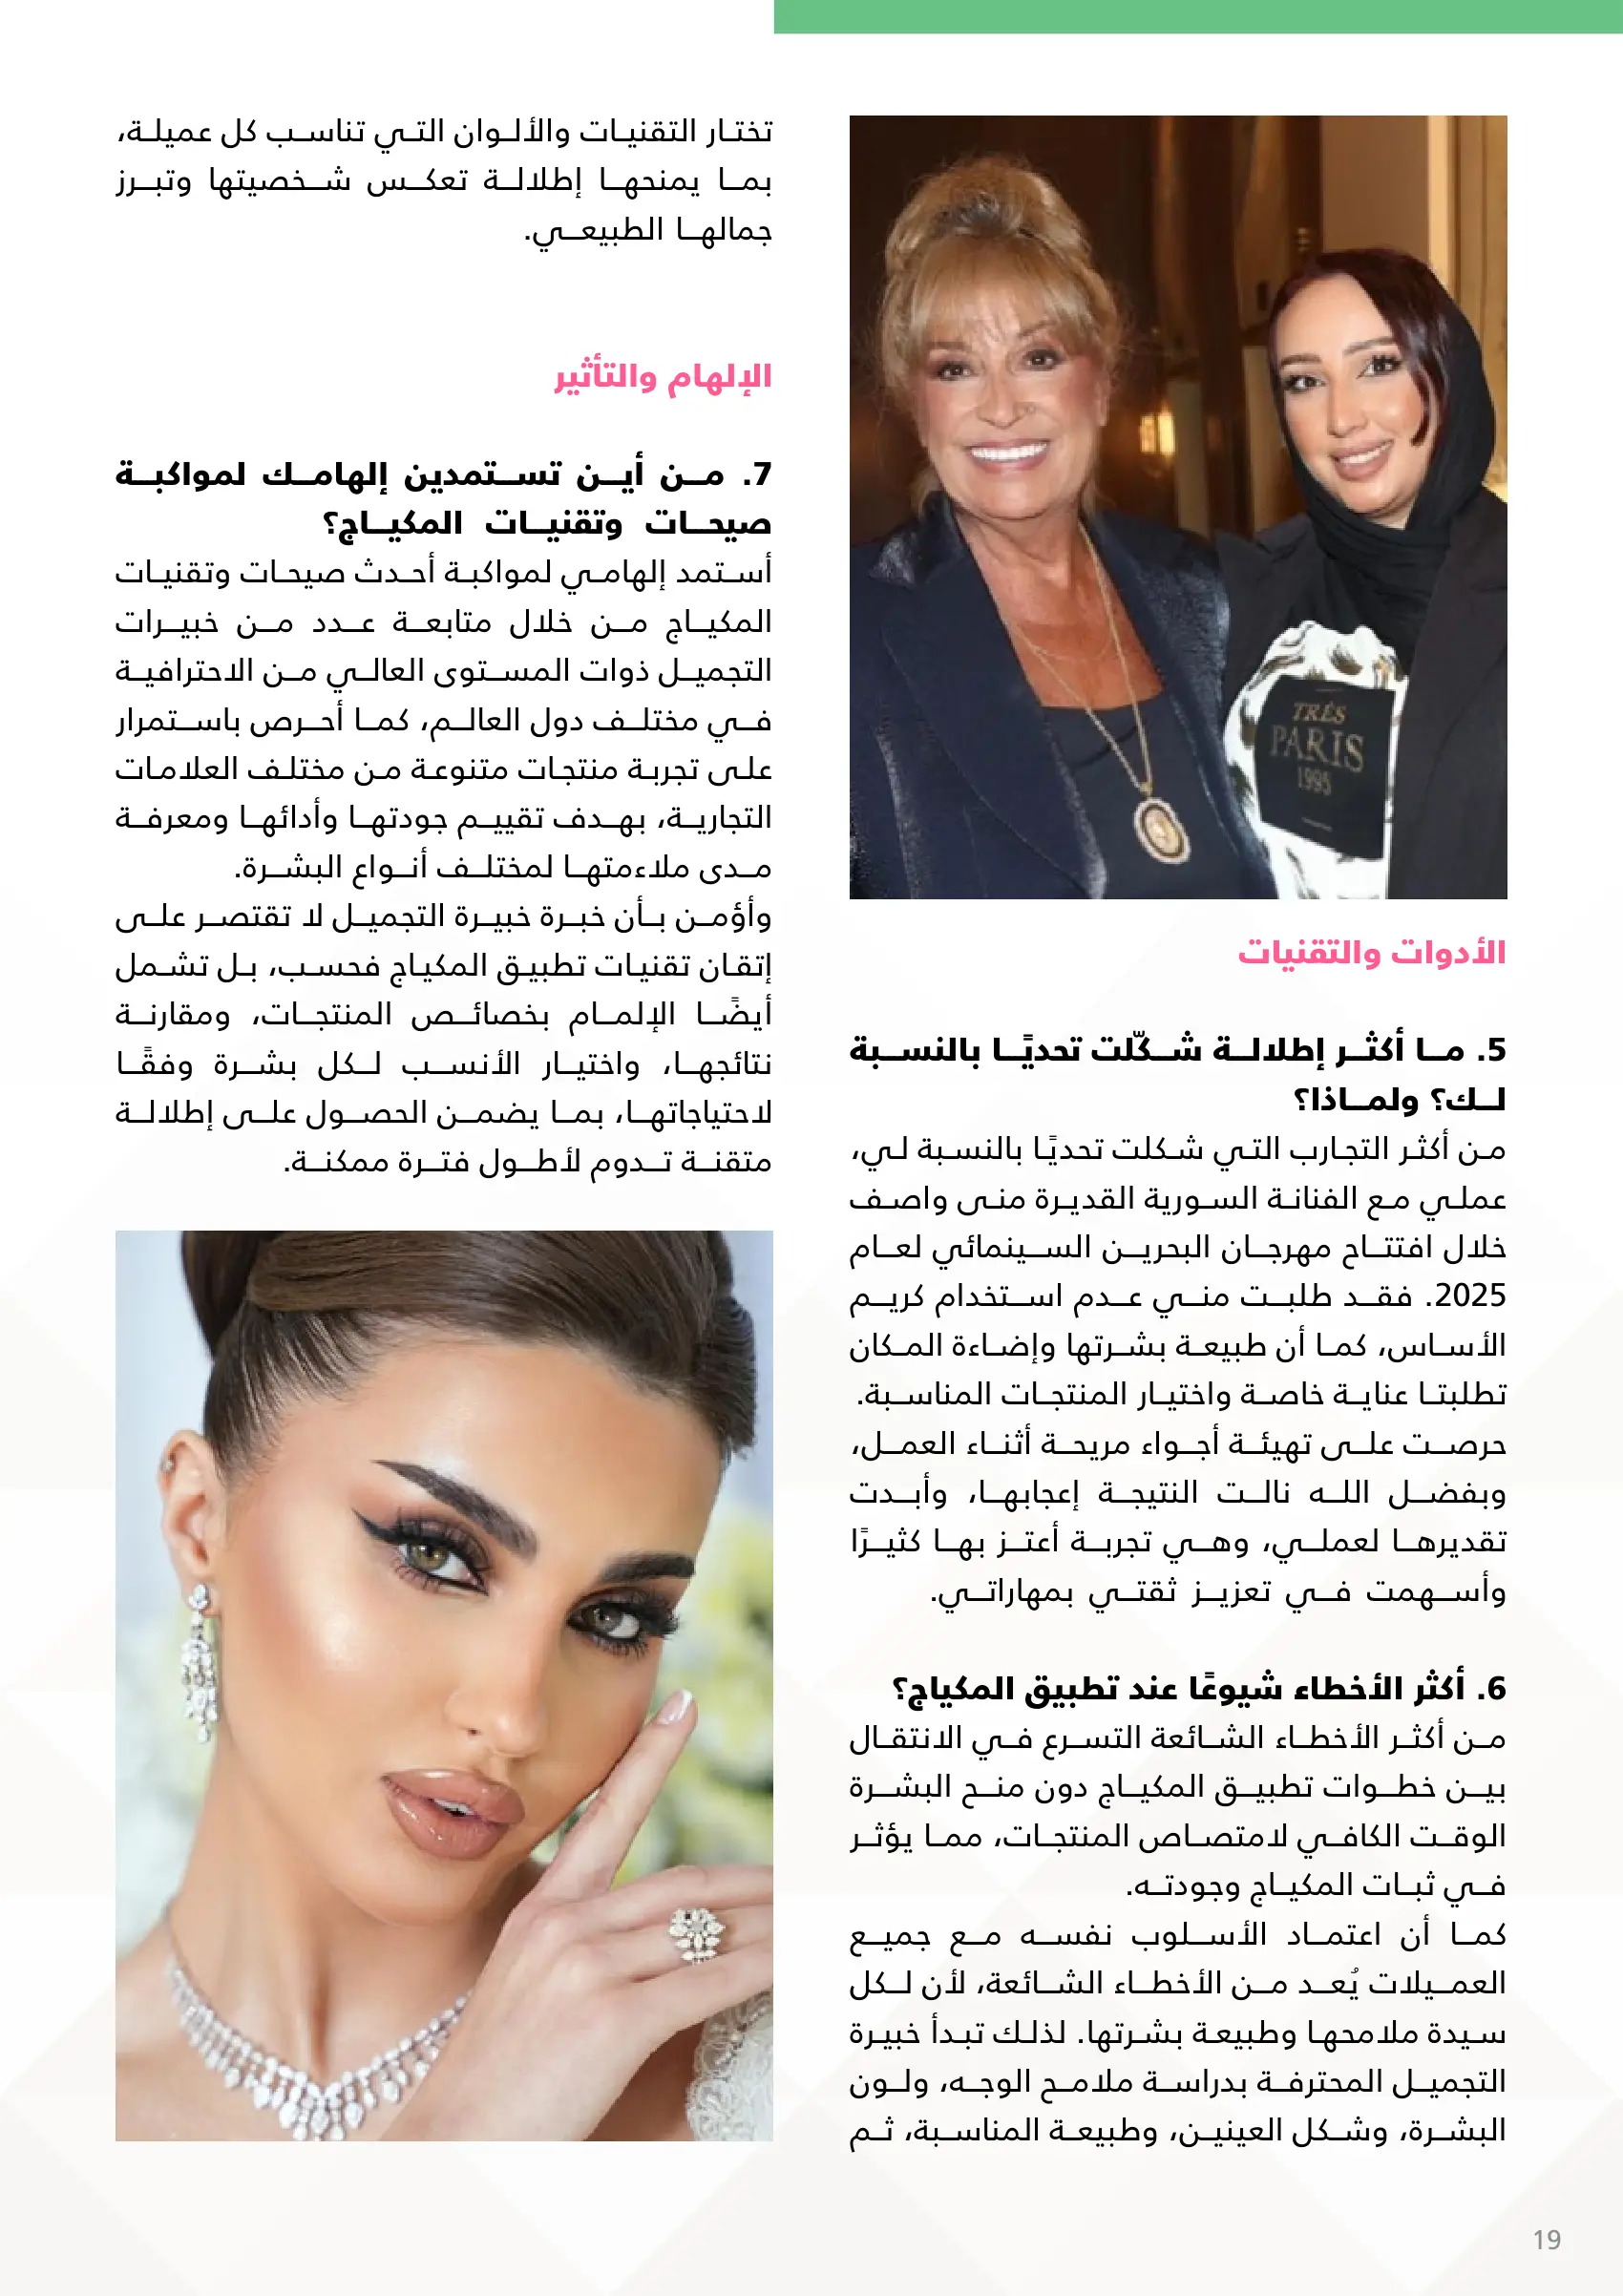 TRÉS
PARIS
1995
الأدوات والتقنيات
5. ما أكثر إطلالة شكّلت تحديًا بالنسبة
لك؟ ولماذا؟
من أكثر التجارب التي شكلت تحديًا بالنسبة لي،
عملي مع الفنانة السورية القديرة منى واصف
خلال افتتاح مهرجان البحرين السينمائي لعام
2025. فقد طلبت مني عدم استخدام كريم
الأساس، كما أن طبيعة بشرتها وإضاءة المكان
تطلبتا عناية خاصة واختيار المنتجات المناسبة.
حرصت على تهيئة أجواء مريحة أثناء العمل،
وبفضل الله نالت النتيجة إعجابها، وأبدت
تقديرها لعملي، وهي تجربة أعتز بها كثيرًا
وأسهمت في تعزيز ثقتي بمهاراتي.
6. أكثر الأخطاء شيوعًا عند تطبيق المكياج؟
من أكثر الأخطاء الشائعة التسرع في الانتقال
بين خطوات تطبيق المكياج دون منح البشرة
الوقت الكافي لامتصاص المنتجات، مما يؤثر
في ثبات المكياج وجودته.
كما أن اعتماد الأسلوب نفسه مع جميع
العميلات يُعد من الأخطاء الشائعة، لأن لكل
سيدة ملامحها وطبيعة بشرتها. لذلك تبدأ خبيرة
التجميل المحترفة بدراسة ملامح الوجه، ولون
البشرة، وشكل العينين، وطبيعة المناسبة، ثم
تختار التقنيات والألوان التي تناسب كل عميلة،
بما يمنحها إطلالة تعكس شخصيتها وتبرز
جمالها الطبيعي.
الإلهام والتأثير
7. من أين تستمدين إلهامك لمواكبة
صيحات وتقنيات المكياج؟
أستمد إلهامي لمواكبة أحدث صيحات وتقنيات
المكياج من خلال متابعة عدد من خبيرات
التجميل ذوات المستوى العالي من الاحترافية
في مختلف دول العالم، كما أحرص باستمرار
على تجربة منتجات متنوعة من مختلف العلامات
التجارية، بهدف تقييم جودتها وأدائها ومعرفة
مدى ملاءمتها لمختلف أنواع البشرة.
وأؤمن بأن خبرة خبيرة التجميل لا تقتصر على
إتقان تقنيات تطبيق المكياج فحسب، بل تشمل
أيضًا الإلمام بخصائص المنتجات، ومقارنة
نتائجها، واختيار الأنسب لكل بشرة وفقًا
لاحتياجاتها، بما يضمن الحصول على إطلالة
متقنة تدوم لأطول فترة ممكنة.
19